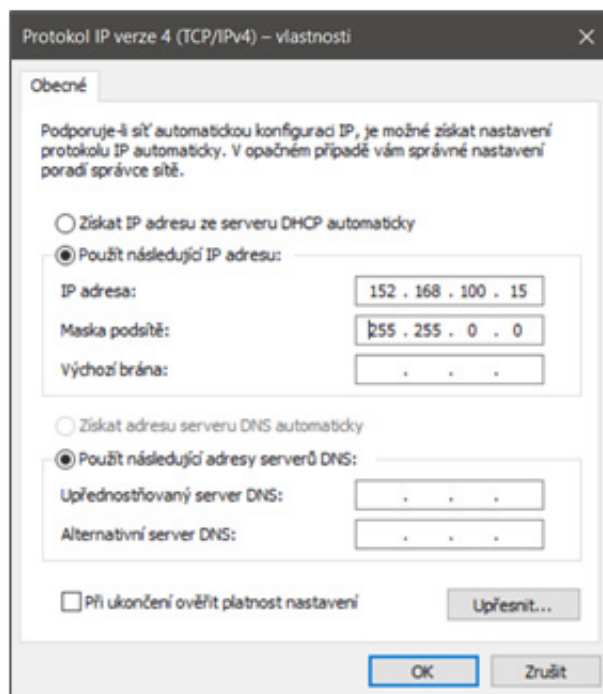 Protokol IP verze 4 (TCP/IPv4) – vlastnosti
Obecné
Podporuje-li síť automatickou konfiguraci IP, je možné získat nastavení
protokolu IP automaticky. V opačném případě vám správné nastavení
poradí správce sítě.
Získat IP adresu ze serveru DHCP automaticky
Použít následující IP adresu:
IP adresa: 152 . 168 . 100 . 15
Maska podsítě: 255 . 255 . 0 . 0
Výchozí brána: . . .
Získat adresu serveru DNS automaticky
Použít následující adresy serverů DNS:
Upřednostňovaný server DNS: . . .
Alternativní server DNS: . . .
Při ukončení ověřit platnost nastavení
Upřesnit...
OK Zrušit